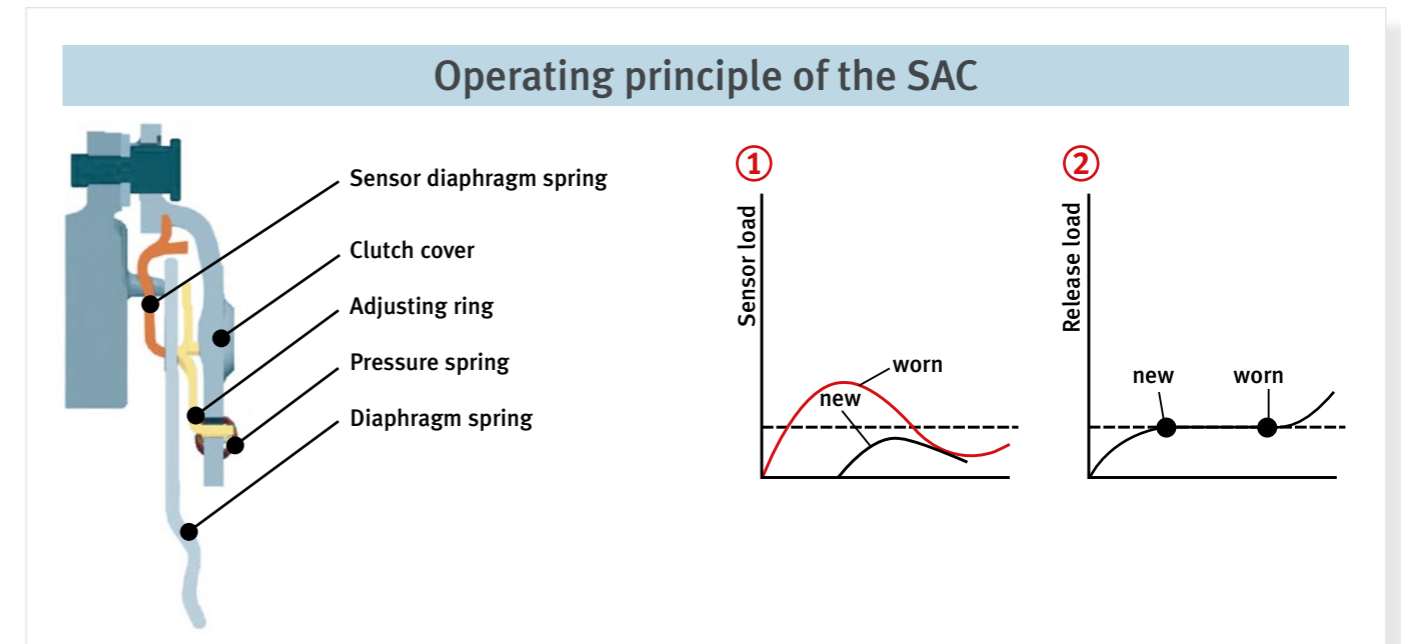 Operating principle of the SAC
Sensor diaphragm spring
Clutch cover
Adjusting ring
Pressure spring
Diaphragm spring
1
Sensor load
worn
new
2
Release load
new
worn